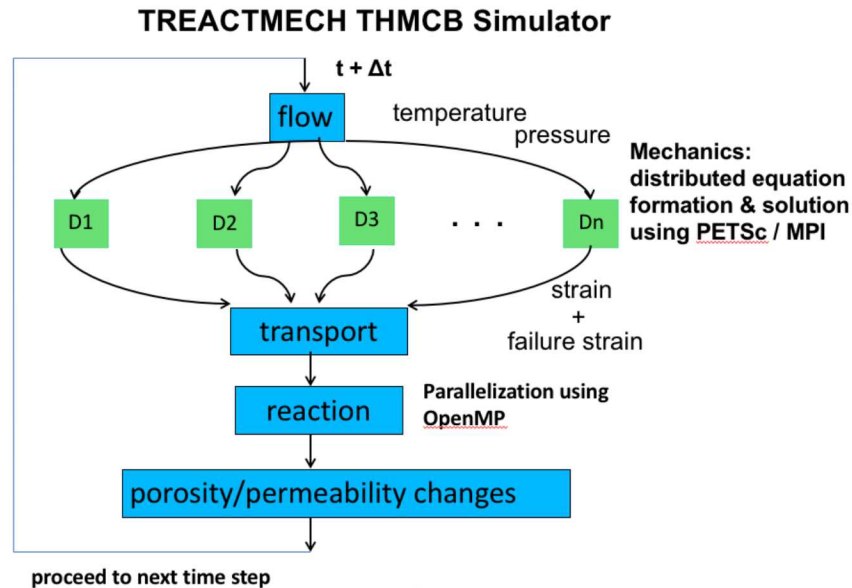 TREACTMECH THMCB Simulator
t + Δt
flow
temperature
pressure
Mechanics:
distributed equation
formation & solution
using PETSc / MPI
D1
D2
D3
. . .
Dn
strain
+
failure strain
transport
Parallelization using
OpenMP
reaction
porosity/permeability changes
proceed to next time step